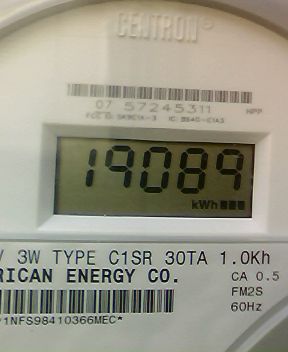 CENTRON®
07 57245311 HPP
19089
kWh
V 3W TYPE C1SR 30TA 1.0Kh
RICAN ENERGY CO. CA 0.5
FM2S
60Hz
1NFS98410366MEC*